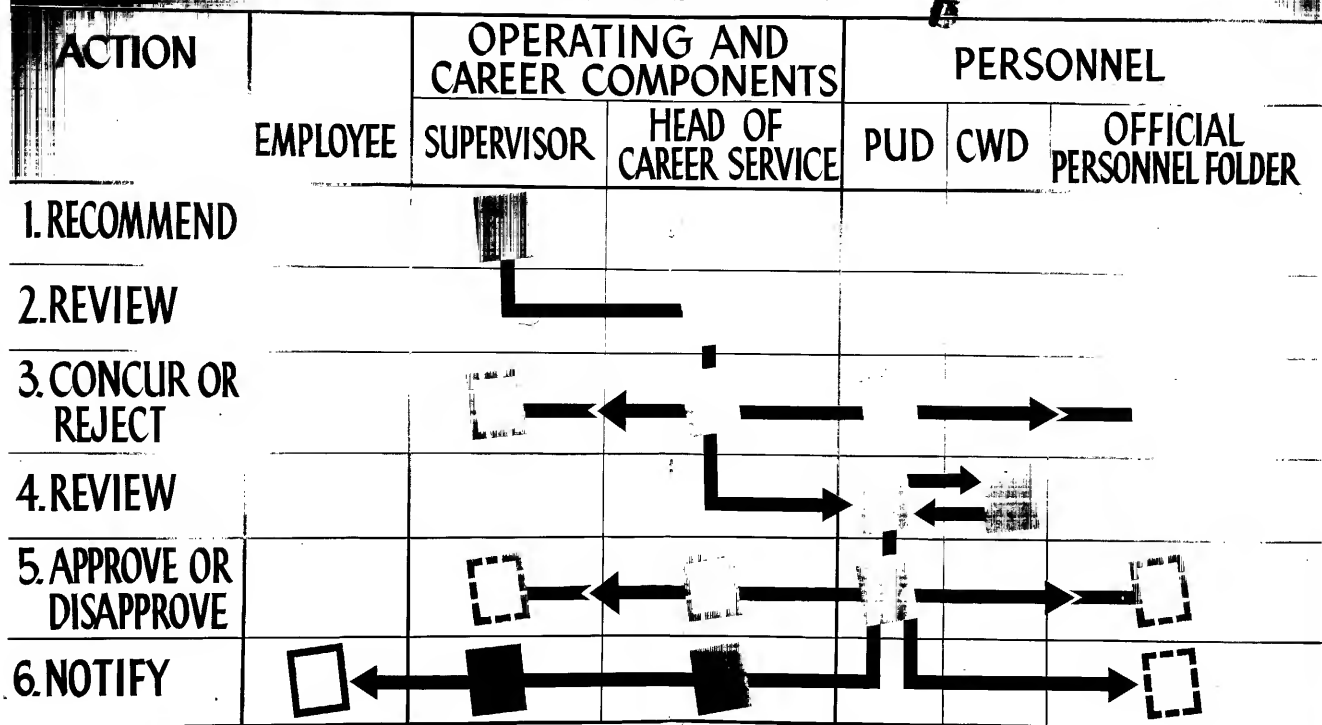 ACTION
EMPLOYEE
OPERATING AND
CAREER COMPONENTS
SUPERVISOR
HEAD OF
CAREER SERVICE
PERSONNEL
PUD
CWD
OFFICIAL
PERSONNEL FOLDER
1. RECOMMEND
2. REVIEW
3. CONCUR OR
REJECT
4. REVIEW
5. APPROVE OR
DISAPPROVE
6. NOTIFY